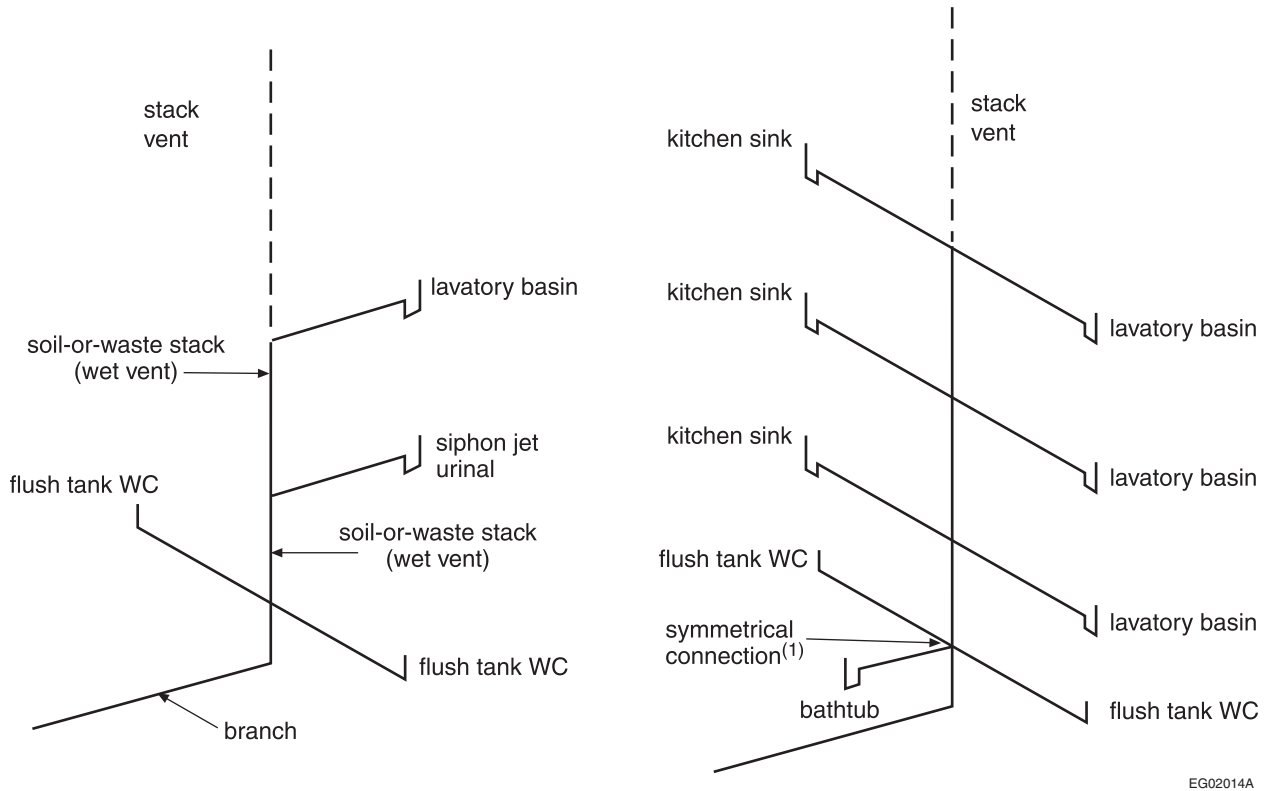 stack
vent
lavatory basin
soil-or-waste stack
(wet vent)
siphon jet
urinal
flush tank WC
soil-or-waste stack
(wet vent)
flush tank WC
branch
stack
vent
kitchen sink
lavatory basin
kitchen sink
lavatory basin
kitchen sink
lavatory basin
flush tank WC
symmetrical
connection(1)
bathtub
flush tank WC
EG02014A